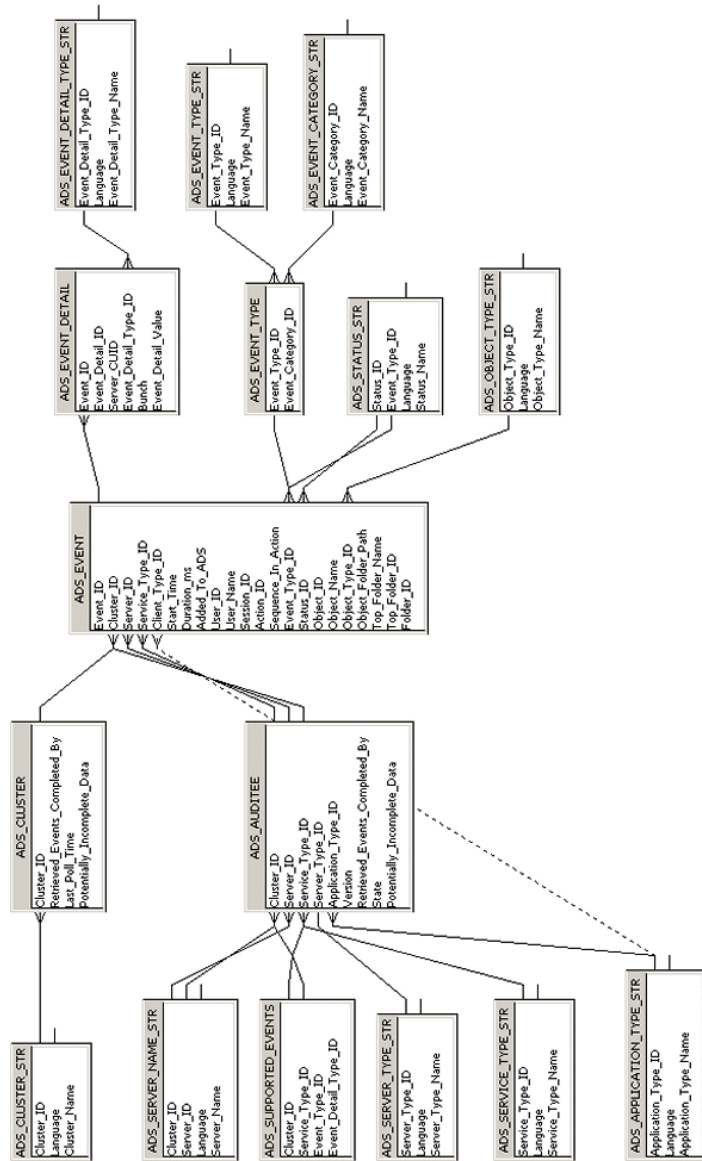 ADS_CLUSTER_STR
Cluster_ID
Language
Cluster_Name
ADS_SERVER_NAME_STR
Cluster_ID
Server_ID
Language
Server_Name
ADS_SUPPORTED_EVENTS
Cluster_ID
Service_Type_ID
Event_Type_ID
Event_Detail_Type_ID
ADS_SERVER_TYPE_STR
Server_Type_ID
Language
Server_Type_Name
ADS_SERVICE_TYPE_STR
Service_Type_ID
Language
Service_Type_Name
ADS_APPLICATION_TYPE_STR
Application_Type_ID
Language
Application_Type_Name
ADS_CLUSTER
Cluster_ID
Retrieved_Events_Completed_By
Last_Poll_Time
Potentially_Incomplete_Data
ADS_AUDITEE
Cluster_ID
Server_ID
Service_Type_ID
Server_Type_ID
Application_Type_ID
Version
Retrieved_Events_Completed_By
State
Potentially_Incomplete_Data
ADS_EVENT
Event_ID
Cluster_ID
Server_ID
Service_Type_ID
Client_Type_ID
Start_Time
Duration_ms
Added_To_ADS
User_ID
User_Name
Session_ID
Action_ID
Sequence_In_Action
Event_Type_ID
Status_ID
Object_ID
Object_Name
Object_Type_ID
Object_Folder_Path
Top_Folder_Name
Top_Folder_ID
Folder_ID
ADS_EVENT_DETAIL
Event_ID
Event_Detail_ID
Server_CUID
Event_Detail_Type_ID
Bunch
Event_Detail_Value
ADS_EVENT_TYPE
Event_Type_ID
Event_Category_ID
ADS_STATUS_STR
Status_ID
Event_Type_ID
Language
Status_Name
ADS_OBJECT_TYPE_STR
Object_Type_ID
Language
Object_Type_Name
ADS_EVENT_DETAIL_TYPE_STR
Event_Detail_Type_ID
Language
Event_Detail_Type_Name
ADS_EVENT_TYPE_STR
Event_Type_ID
Language
Event_Type_Name
ADS_EVENT_CATEGORY_STR
Event_Category_ID
Language
Event_Category_Name